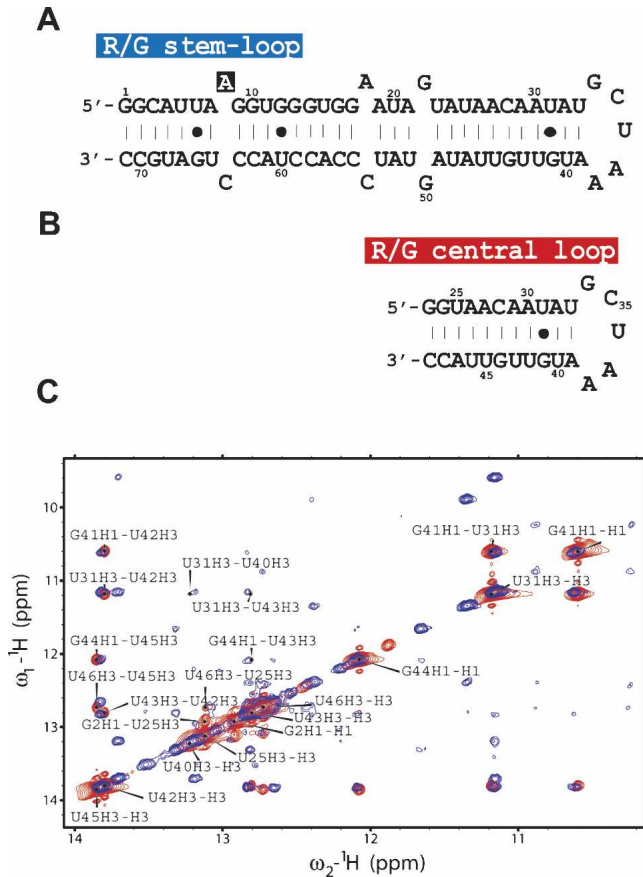 A
R/G stem-loop
A A G G
1 10 20 30
5'-GGCAUUA GGUGGGUGG AUA UAUAACAAUAU C
U
3'-CCGUAGU CCAUCCACC UAU AUAUUGUUGUA A
70 60 40
C C G A
50
B
R/G central loop
G
25 30
5'-GGUAACAAUAU C35
U
3'-CCAUUGUUGUA A
45 40 A
C
G41H1-U42H3
G41H1-U31H3
G41H1-H1
U31H3-U40H3
U31H3-U42H3
U31H3-H3
U31H3-U43H3
G44H1-U45H3
G44H1-U43H3
U46H3-U45H3
U46H3-U25H3
G44H1-H1
U43H3-U42H3
U46H3-H3
G2H1-U25H3
U43H3-H3
G2H1-H1
U40H3-H3
U25H3-H3
U42H3-H3
U45H3-H3
10
11
12
13
14
ω1-1H (ppm)
14 13 12 11
ω2-1H (ppm)